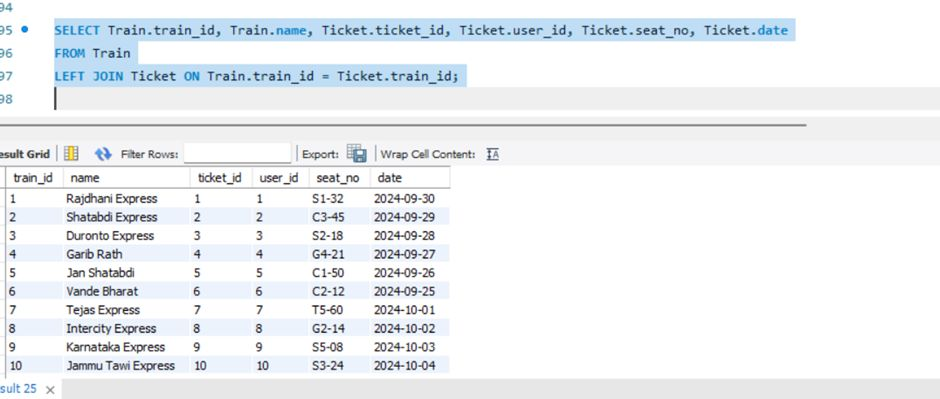 94
95 SELECT Train.train_id, Train.name, Ticket.ticket_id, Ticket.user_id, Ticket.seat_no, Ticket.date
96 FROM Train
97 LEFT JOIN Ticket ON Train.train_id = Ticket.train_id;
98
esult Grid Filter Rows: Export: Wrap Cell Content: IA
train_id name ticket_id user_id seat_no date
1 Rajdhani Express 1 1 S1-32 2024-09-30
2 Shatabdi Express 2 2 C3-45 2024-09-29
3 Duronto Express 3 3 S2-18 2024-09-28
4 Garib Rath 4 4 G4-21 2024-09-27
5 Jan Shatabdi 5 5 C1-50 2024-09-26
6 Vande Bharat 6 6 C2-12 2024-09-25
7 Tejas Express 7 7 T5-60 2024-10-01
8 Intercity Express 8 8 G2-14 2024-10-02
9 Karnataka Express 9 9 S5-08 2024-10-03
10 Jammu Tawi Express 10 10 S3-24 2024-10-04
sult 25 ×